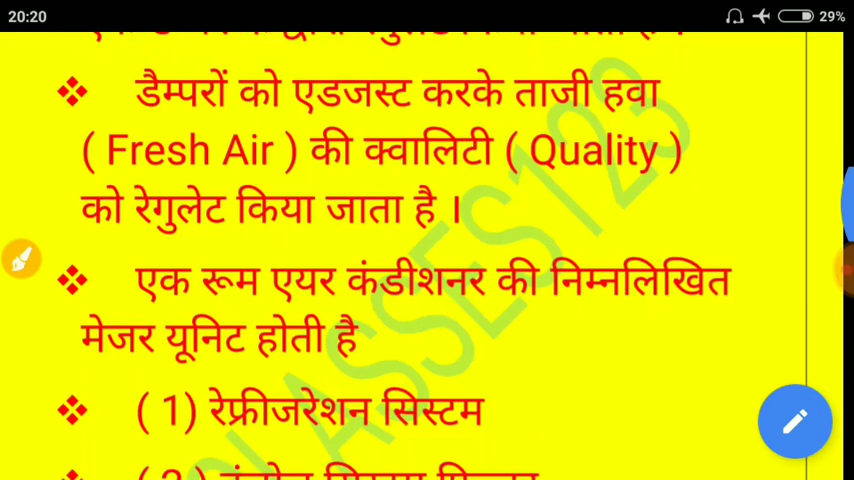 20:20
29%
डैम्परों को एडजस्ट करके ताजी हवा
( Fresh Air ) की क्वालिटी ( Quality )
को रेगुलेट किया जाता है ।
एक रूम एयर कंडीशनर की निम्नलिखित
मेजर यूनिट होती है
( 1) रेफ्रीजरेशन सिस्टम